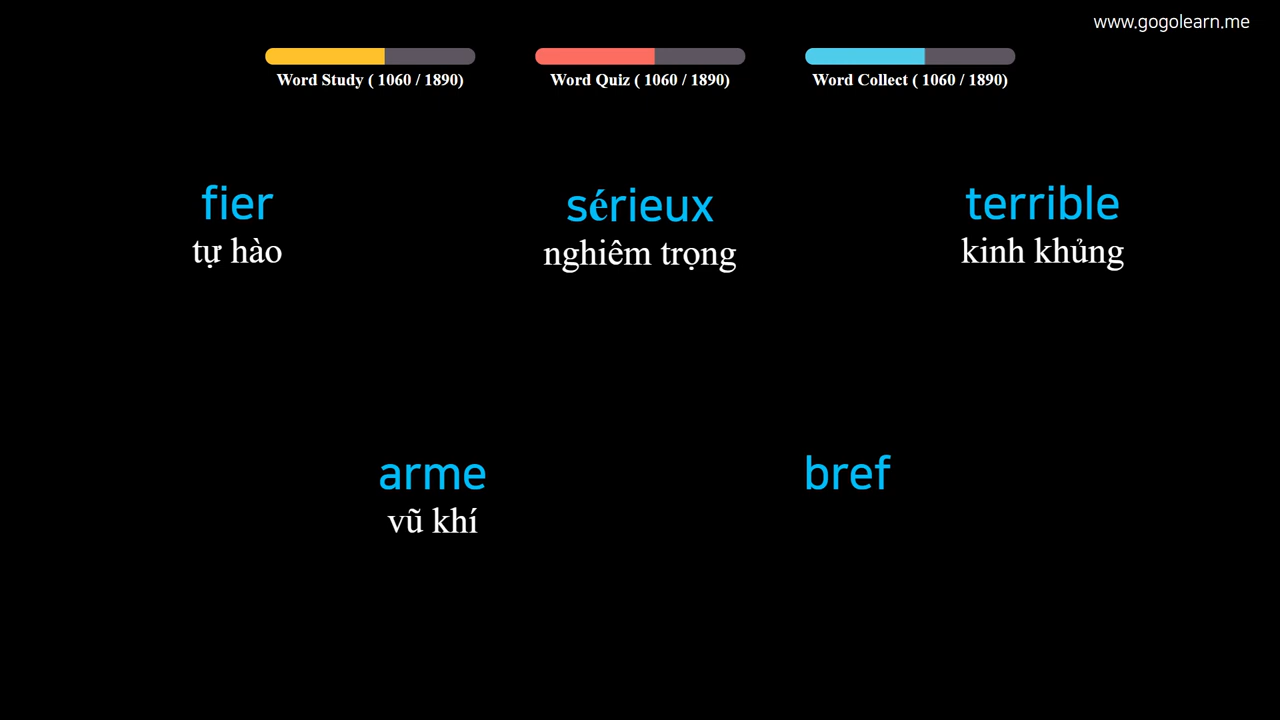 www.gogolearn.me
Word Study ( 1060 / 1890)
Word Quiz ( 1060 / 1890)
Word Collect ( 1060 / 1890)
fier
tự hào
sérieux
nghiêm trọng
terrible
kinh khủng
arme
vũ khí
bref